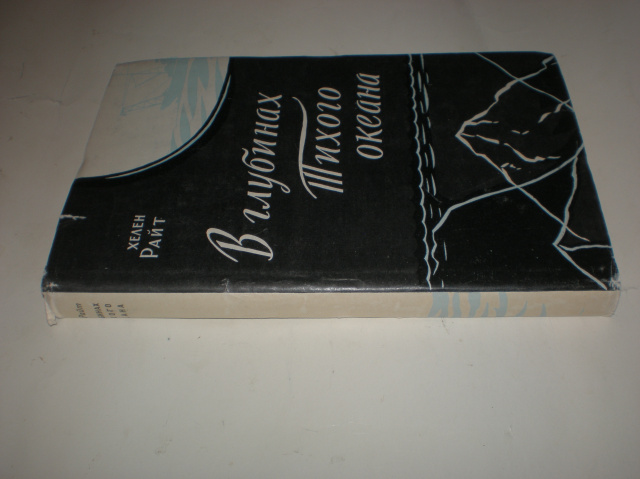 ХЕЛЕН
РАЙТ
В глубинах
Тихого
океана